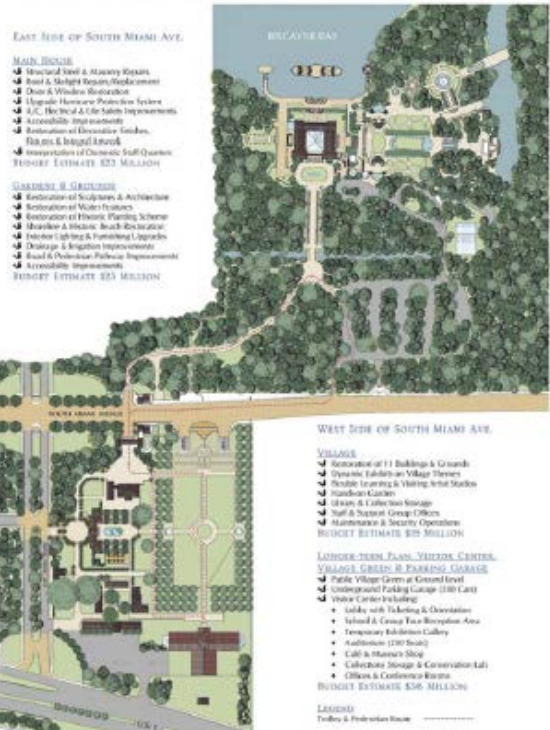 EAST SIDE OF SOUTH MIAMI AVE.
MAIN HOUSE
Structural Steel & Masonry Repairs
Roof & Skylight Repairs/Replacement
Door & Window Restoration
Upgrade Hurricane Protection System
A/C, Electrical & Life Safety Improvements
Accessibility Improvements
Restoration of Decorative Finishes,
Fixtures & Integral Artwork
Interpretation of Domestic Staff Quarters
BUDGET ESTIMATE
GARDENS & GROUNDS
Restoration of Sculptures & Architecture
Restoration of Water Features
Restoration of Historic Planting Scheme
Shoreline & Historic Beach Restoration
Exterior Lighting & Furnishing Upgrades
Drainage & Irrigation Improvements
Road & Pedestrian Pathway Improvements
Accessibility Improvements
BUDGET ESTIMATE $23 MILLION
BISCAYNE BAY
SOUTH MIAMI AVENUE
WEST SIDE OF SOUTH MIAMI AVE.
VILLAGE
Restoration of 11 Buildings & Grounds
Dynamic Exhibits on Village Themes
Flexible Learning & Visiting Artist Studios
Hands-on Garden
Library & Collection Storage
Staff & Support Group Offices
Maintenance & Security Operations
BUDGET ESTIMATE MILLION
LONGER-TERM PLAN, VISITOR CENTER,
VILLAGE GREEN & PARKING GARAGE
Public Village Green at Ground Level
Underground Parking Garage Cars)
Visitor Center Including:
Lobby with Ticketing & Orientation
School & Group Tour Reception Area
Temporary Exhibition Gallery
Auditorium (250 Seats)
Café & Museum Shop
Collections Storage & Conservation Lab
Offices & Conference Rooms
BUDGET ESTIMATE MILLION
LEGEND
Trolley & Pedestrian Route